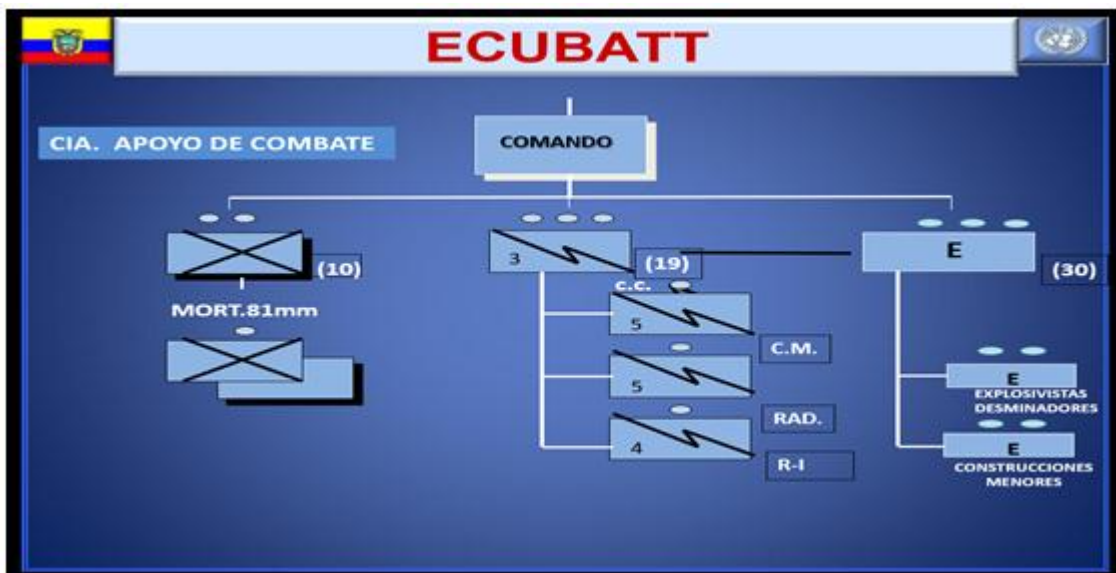 ECUBATT
CIA. APOYO DE COMBATE
COMANDO
(10)
MORT.81mm
3
(19)
c.c.
5
C.M.
5
RAD.
4
R-I
E
(30)
E
EXPLOSIVISTAS
DESMINADORES
E
CONSTRUCCIONES
MENORES